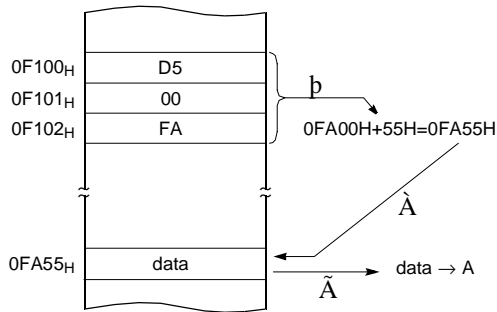 0F100H D5
0F101H 00
0F102H FA
þ
0FA00H+55H=0FA55H
À
0FA55H data
Ã
data → A